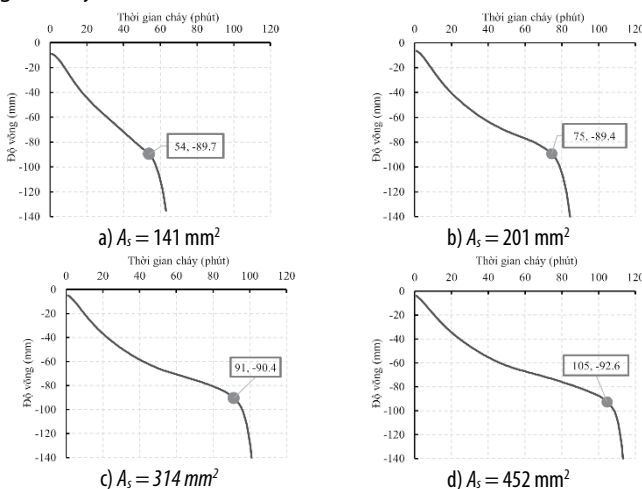 Thời gian cháy (phút)
0 20 40 60 80 100 120
0
-20
-40
-60
-80
-100
-120
-140
Độ võng (mm)
54, -89.7
a) Aₛ = 141 mm²
Thời gian cháy (phút)
0 20 40 60 80 100 120
0
-20
-40
-60
-80
-100
-120
-140
Độ võng (mm)
75, -89.4
b) Aₛ = 201 mm²
Thời gian cháy (phút)
0 20 40 60 80 100 120
0
-20
-40
-60
-80
-100
-120
-140
Độ võng (mm)
91, -90.4
c) Aₛ = 314 mm²
Thời gian cháy (phút)
0 20 40 60 80 100 120
0
-20
-40
-60
-80
-100
-120
-140
Độ võng (mm)
105, -92.6
d) Aₛ = 452 mm²